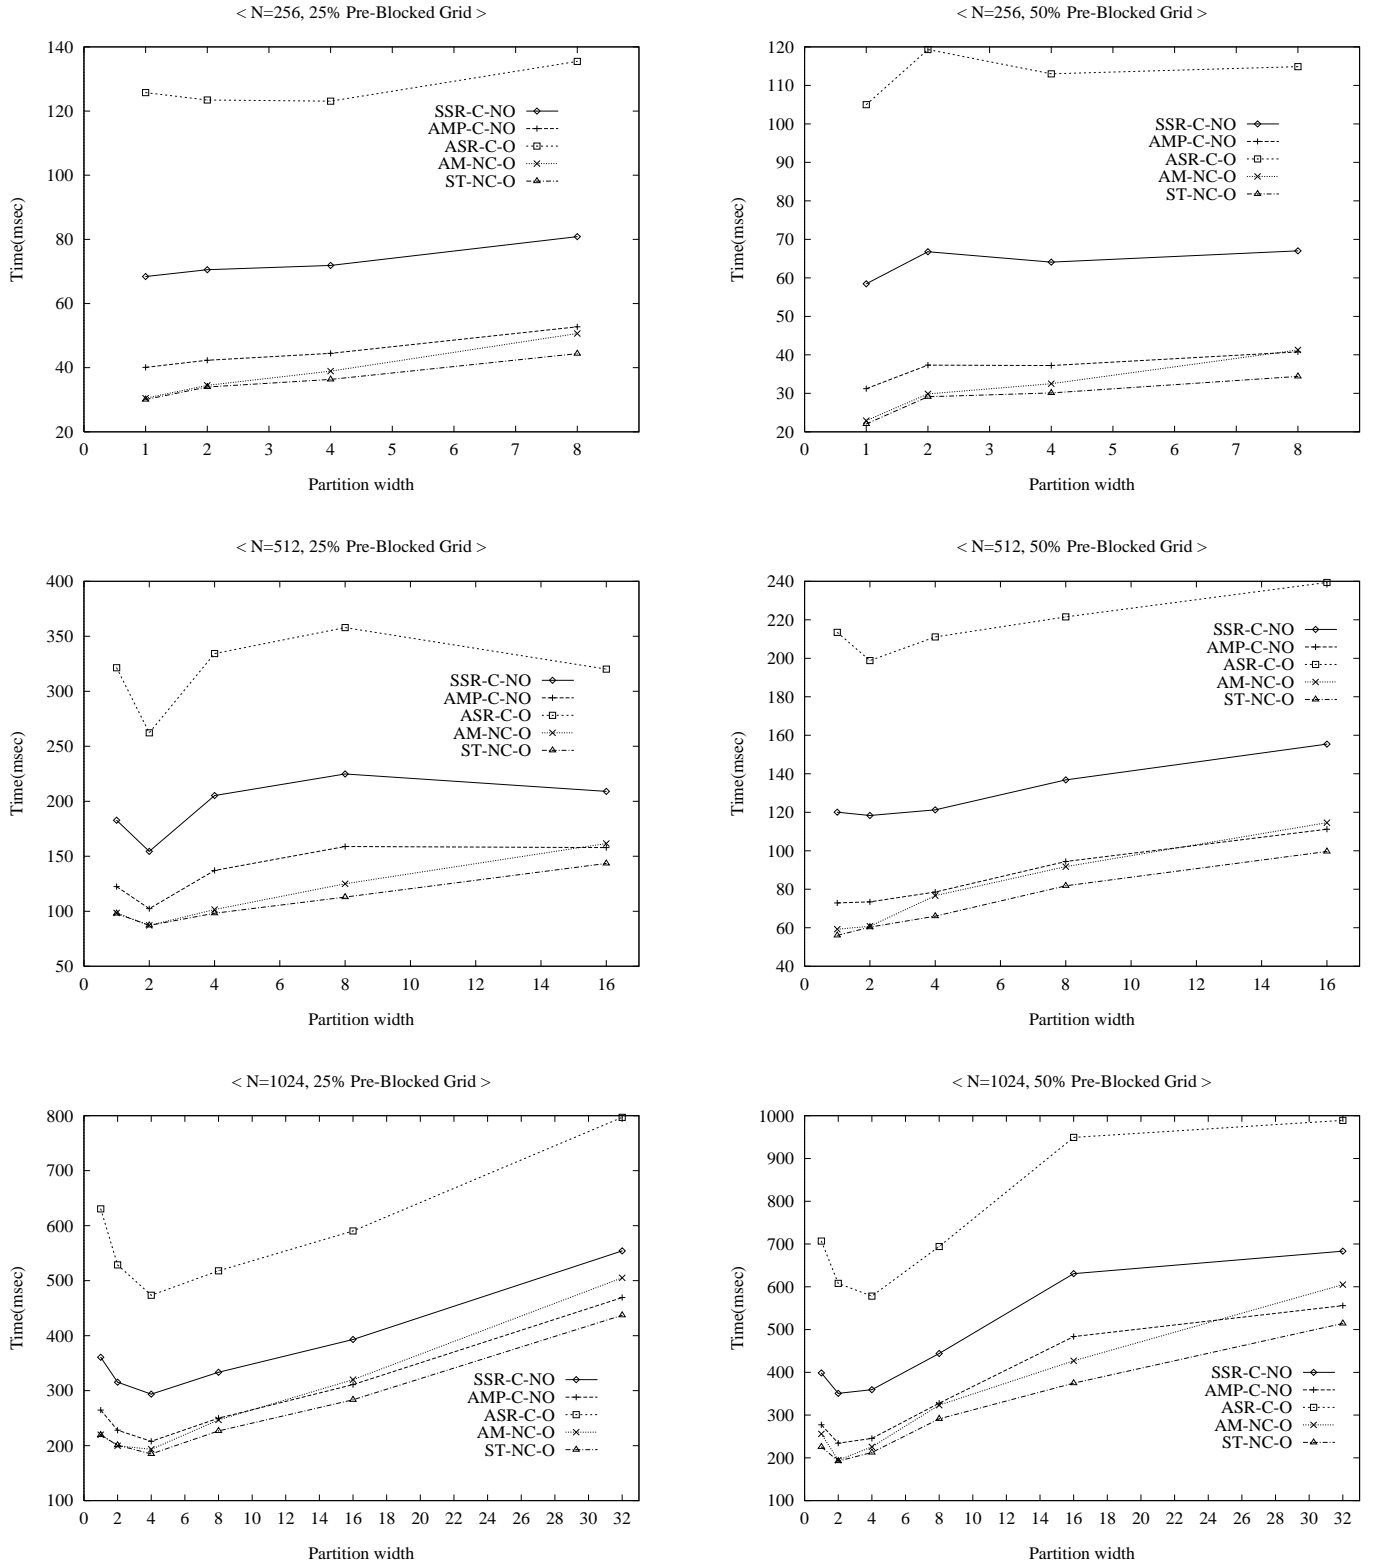 < N=256, 25% Pre-Blocked Grid >
140
120
100
80
60
40
20
Time(msec)
SSR-C-NO
AMP-C-NO
ASR-C-O
AM-NC-O
ST-NC-O
0 1 2 3 4 5 6 7 8
Partition width
< N=256, 50% Pre-Blocked Grid >
120
110
100
90
80
70
60
50
40
30
20
Time(msec)
SSR-C-NO
AMP-C-NO
ASR-C-O
AM-NC-O
ST-NC-O
0 1 2 3 4 5 6 7 8
Partition width
< N=512, 25% Pre-Blocked Grid >
400
350
300
250
200
150
100
50
Time(msec)
SSR-C-NO
AMP-C-NO
ASR-C-O
AM-NC-O
ST-NC-O
0 2 4 6 8 10 12 14 16
Partition width
< N=512, 50% Pre-Blocked Grid >
240
220
200
180
160
140
120
100
80
60
40
Time(msec)
SSR-C-NO
AMP-C-NO
ASR-C-O
AM-NC-O
ST-NC-O
0 2 4 6 8 10 12 14 16
Partition width
< N=1024, 25% Pre-Blocked Grid >
800
700
600
500
400
300
200
100
Time(msec)
SSR-C-NO
AMP-C-NO
ASR-C-O
AM-NC-O
ST-NC-O
0 2 4 6 8 10 12 14 16 18 20 22 24 26 28 30 32
Partition width
< N=1024, 50% Pre-Blocked Grid >
1000
900
800
700
600
500
400
300
200
100
Time(msec)
SSR-C-NO
AMP-C-NO
ASR-C-O
AM-NC-O
ST-NC-O
0 2 4 6 8 10 12 14 16 18 20 22 24 26 28 30 32
Partition width